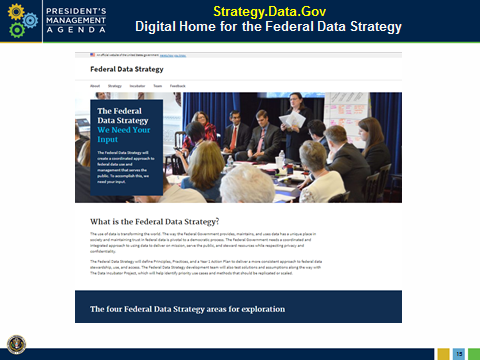 PRESIDENT'S
MANAGEMENT
AGENDA
Strategy.Data.Gov
Digital Home for the Federal Data Strategy
An official website of the United States government
Federal Data Strategy
About Strategy Incubator Team Feedback
The Federal
Data Strategy
We Need Your
Input
The Federal Data Strategy will
create a coordinated approach to
federal data use and
management that serves the
public. To accomplish this, we
need your input.
What is the Federal Data Strategy?
The use of data is transforming the world. The way the Federal Government provides, maintains, and uses data has a unique place in
society and maintaining trust in federal data is pivotal to a democratic process. The Federal Government needs a coordinated and
integrated approach to using data to deliver on mission, serve the public, and steward resources while respecting privacy and
confidentiality.
The Federal Data Strategy will define Principles, Practices, and a Year 1 Action Plan to deliver a more consistent approach to federal data
stewardship, use, and access. The Federal Data Strategy development team will also test solutions and assumptions along the way with
The Data Incubator Project, which will help identify priority use cases and methods that should be replicated or scaled.
The four Federal Data Strategy areas for exploration
15